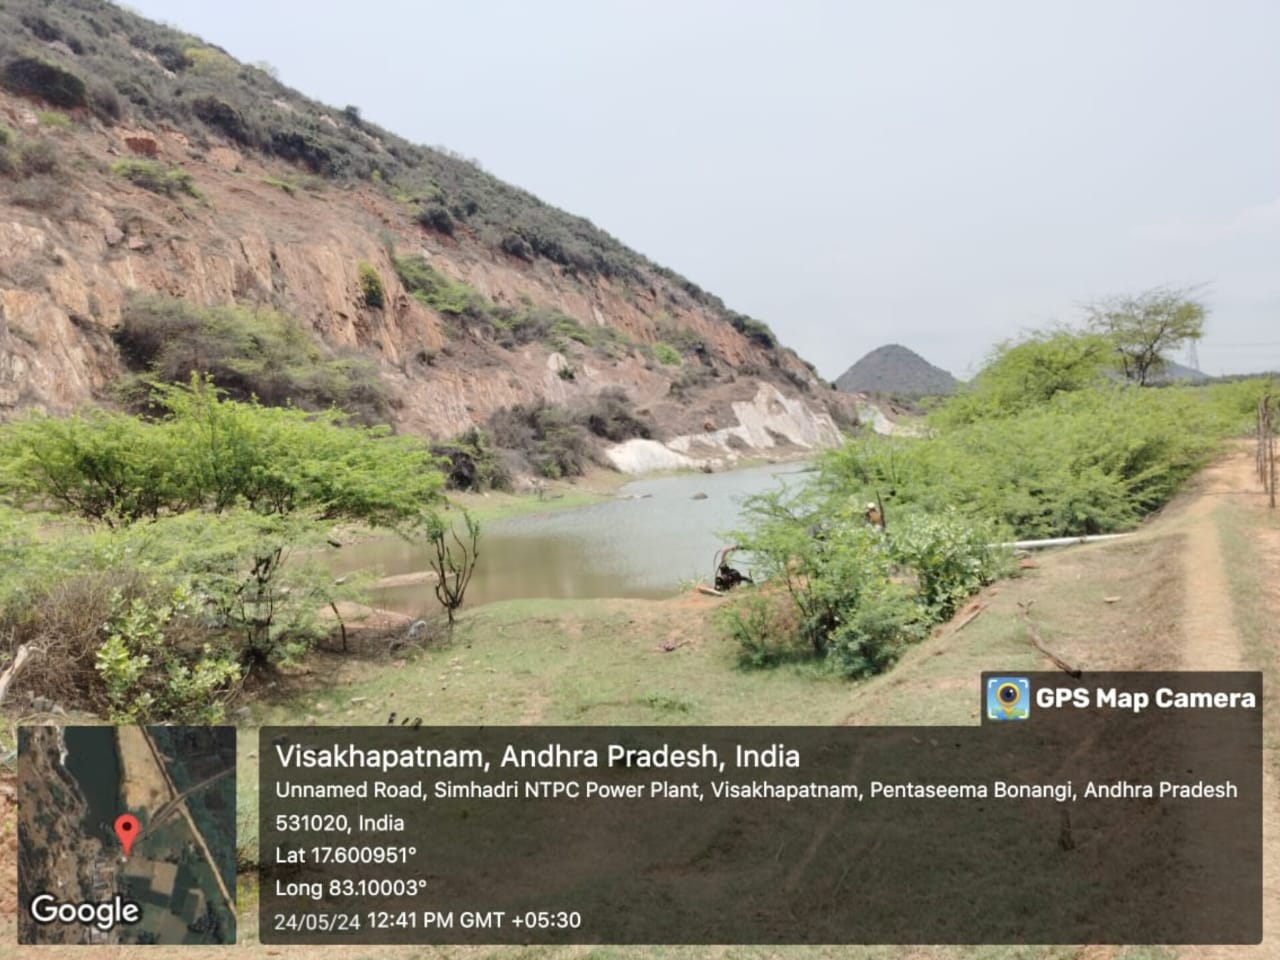 GPS Map Camera
Visakhapatnam, Andhra Pradesh, India
Unnamed Road, Simhadri NTPC Power Plant, Visakhapatnam, Pentaseema Bonangi, Andhra Pradesh
531020, India
Lat 17.600951°
Long 83.10003°
24/05/24 12:41 PM GMT +05:30
Google